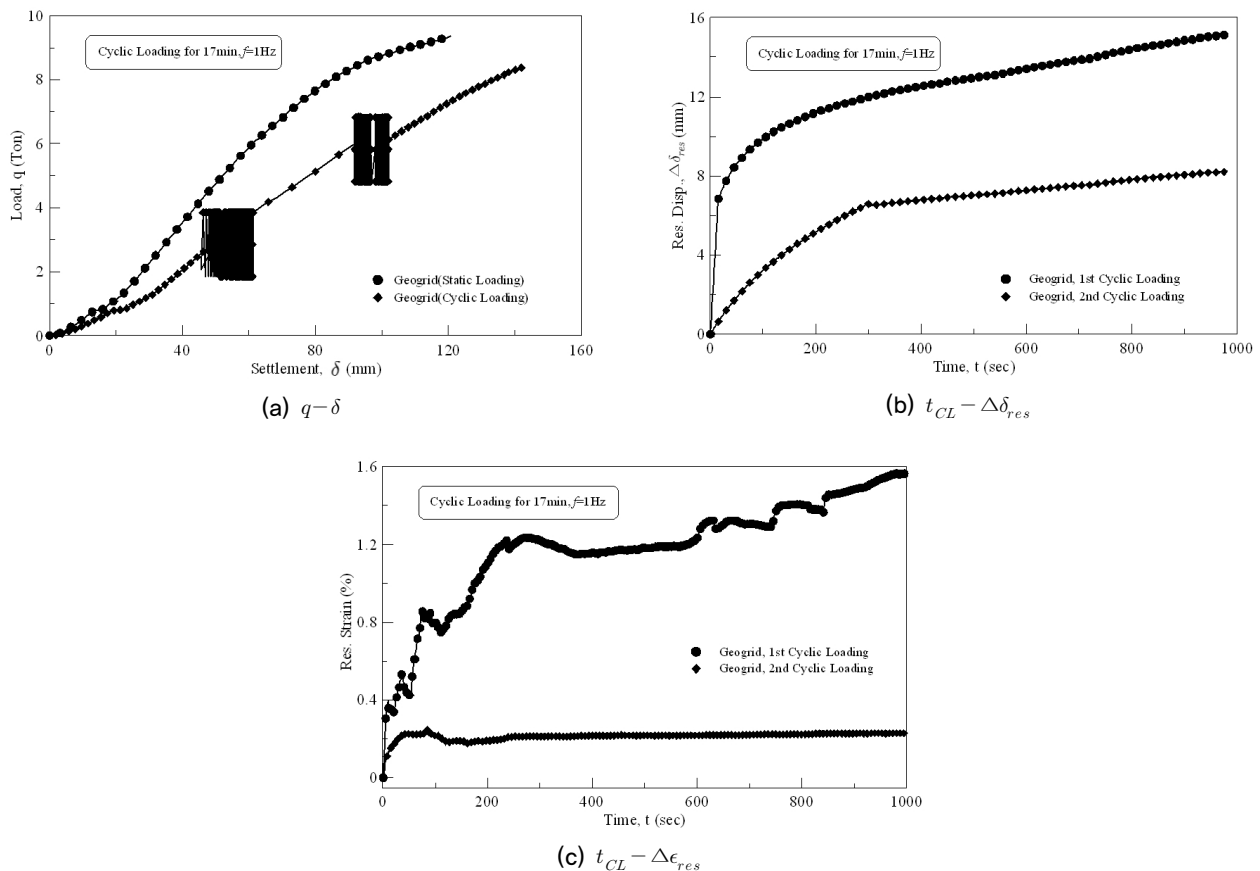 10
8
6
4
2
0
Load, q (Ton)
Cyclic Loading for 17min, f=1Hz
Geogrid(Static Loading)
Geogrid(Cyclic Loading)
0 40 80 120 160
Settlement, δ (mm)
(a) q−δ
16
12
8
4
0
Res. Disp., △δres (mm)
Cyclic Loading for 17min, f=1Hz
Geogrid, 1st Cyclic Loading
Geogrid, 2nd Cyclic Loading
0 200 400 600 800 1000
Time, t (sec)
(b) tCL − Δδres
1.6
1.2
0.8
0.4
0
Res. Strain (%)
Cyclic Loading for 17min, f=1Hz
Geogrid, 1st Cyclic Loading
Geogrid, 2nd Cyclic Loading
0 200 400 600 800 1000
Time, t (sec)
(c) tCL − Δϵres